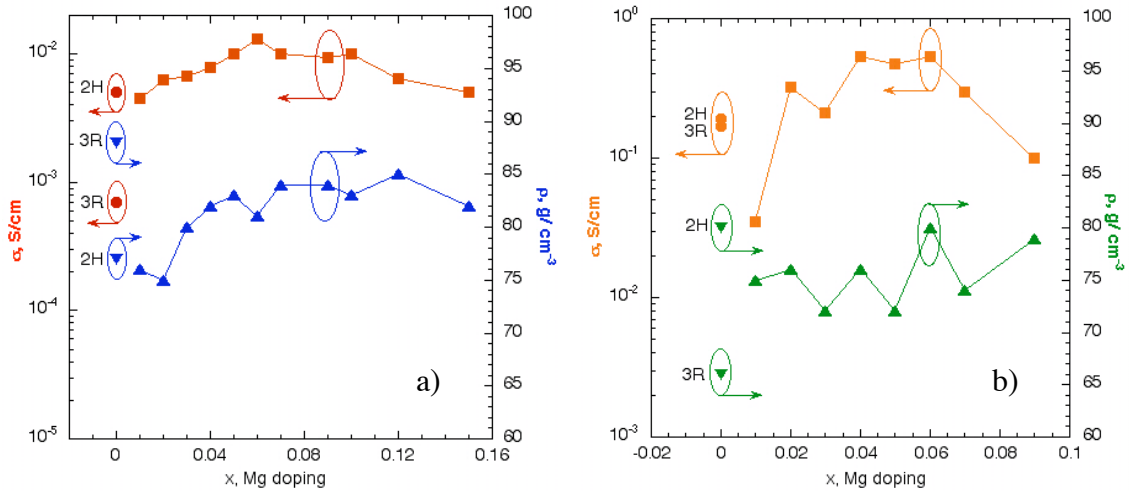 10⁻²
10⁻³
10⁻⁴
10⁻⁵
σ, S/cm
2H
3R
3R
2H
100
95
90
85
80
75
70
65
60
ρ, g/ cm⁻³
a)
0 0.04 0.08 0.12 0.16
x, Mg doping
10⁰
10⁻¹
10⁻²
10⁻³
σ, S/cm
2H
3R
2H
3R
100
95
90
85
80
75
70
65
60
ρ, g/ cm⁻³
b)
-0.02 0 0.02 0.04 0.06 0.08 0.1
x, Mg doping